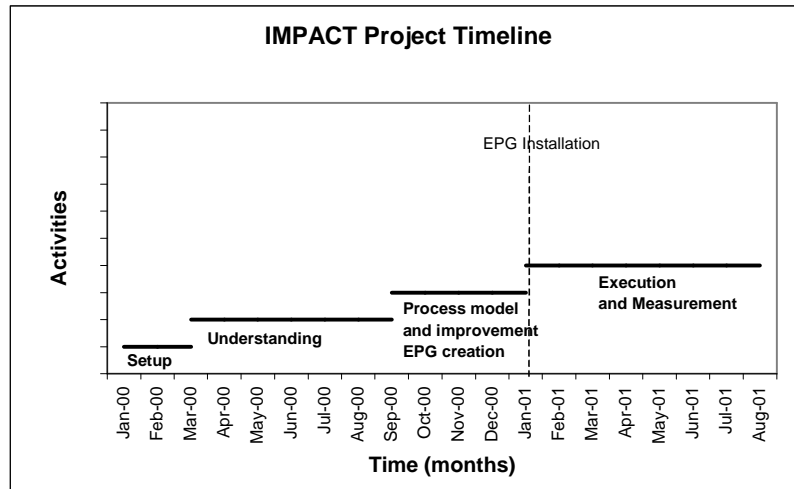 IMPACT Project Timeline
EPG Installation
Activities
Execution
and Measurement
Process model
and improvement
EPG creation
Understanding
Setup
Jan-00
Feb-00
Mar-00
Apr-00
May-00
Jun-00
Jul-00
Aug-00
Sep-00
Oct-00
Nov-00
Dec-00
Jan-01
Feb-01
Mar-01
Apr-01
May-01
Jun-01
Jul-01
Aug-01
Time (months)